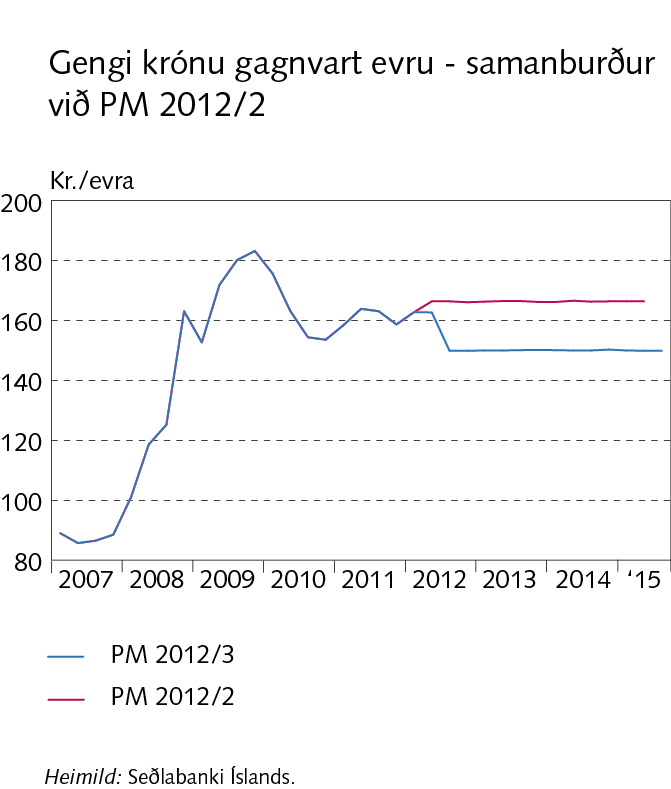 Gengi krónu gagnvart evru - samanburður
við PM 2012/2
Kr./evra
200
180
160
140
120
100
80
2007 2008 2009 2010 2011 2012 2013 2014 ‘15
PM 2012/3
PM 2012/2
Heimild: Seðlabanki Íslands.